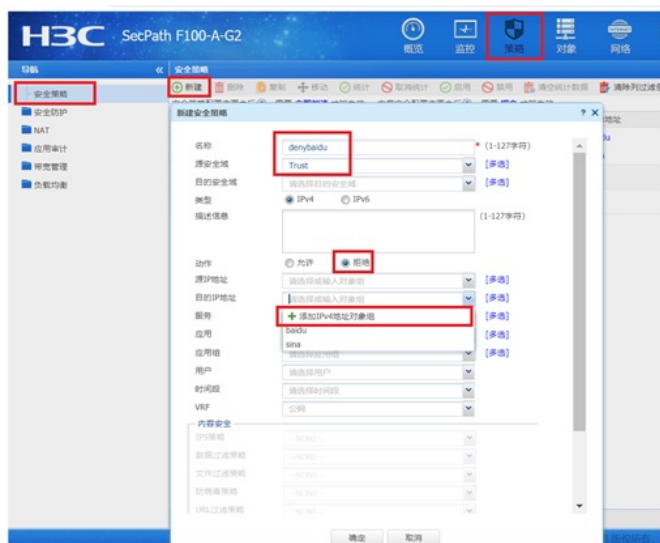 H3C SecPath F100-A-G2
概览 监控 策略 对象 网络
导航 « 安全策略
新建 删除 复制 移动 统计 取消统计 启用 禁用 清空统计数据 清除列过滤条
安全策略
安全防护
NAT
应用审计
带宽管理
负载均衡
新建安全策略 ? X
名称 denybaidu * (1-127字符)
源安全域 Trust [多选]
目的安全域 请选择目的安全域 [多选]
类型 IPv4 IPv6
描述信息 (1-127字符)
动作 允许 拒绝
源IP地址 请选择或输入对象组 [多选]
目的IP地址 请选择或输入对象组 [多选]
服务 添加IPv4地址对象组 [多选]
应用 baidu [多选]
sina
应用组 请选择应用组 [多选]
用户 请选择用户
时间段 请选择时间段
VRF 公网
内容安全
IPS策略 --NONE--
数据过滤策略 --NONE--
文件过滤策略 --NONE--
防病毒策略 --NONE--
URL过滤策略 --NONE--
确定 取消